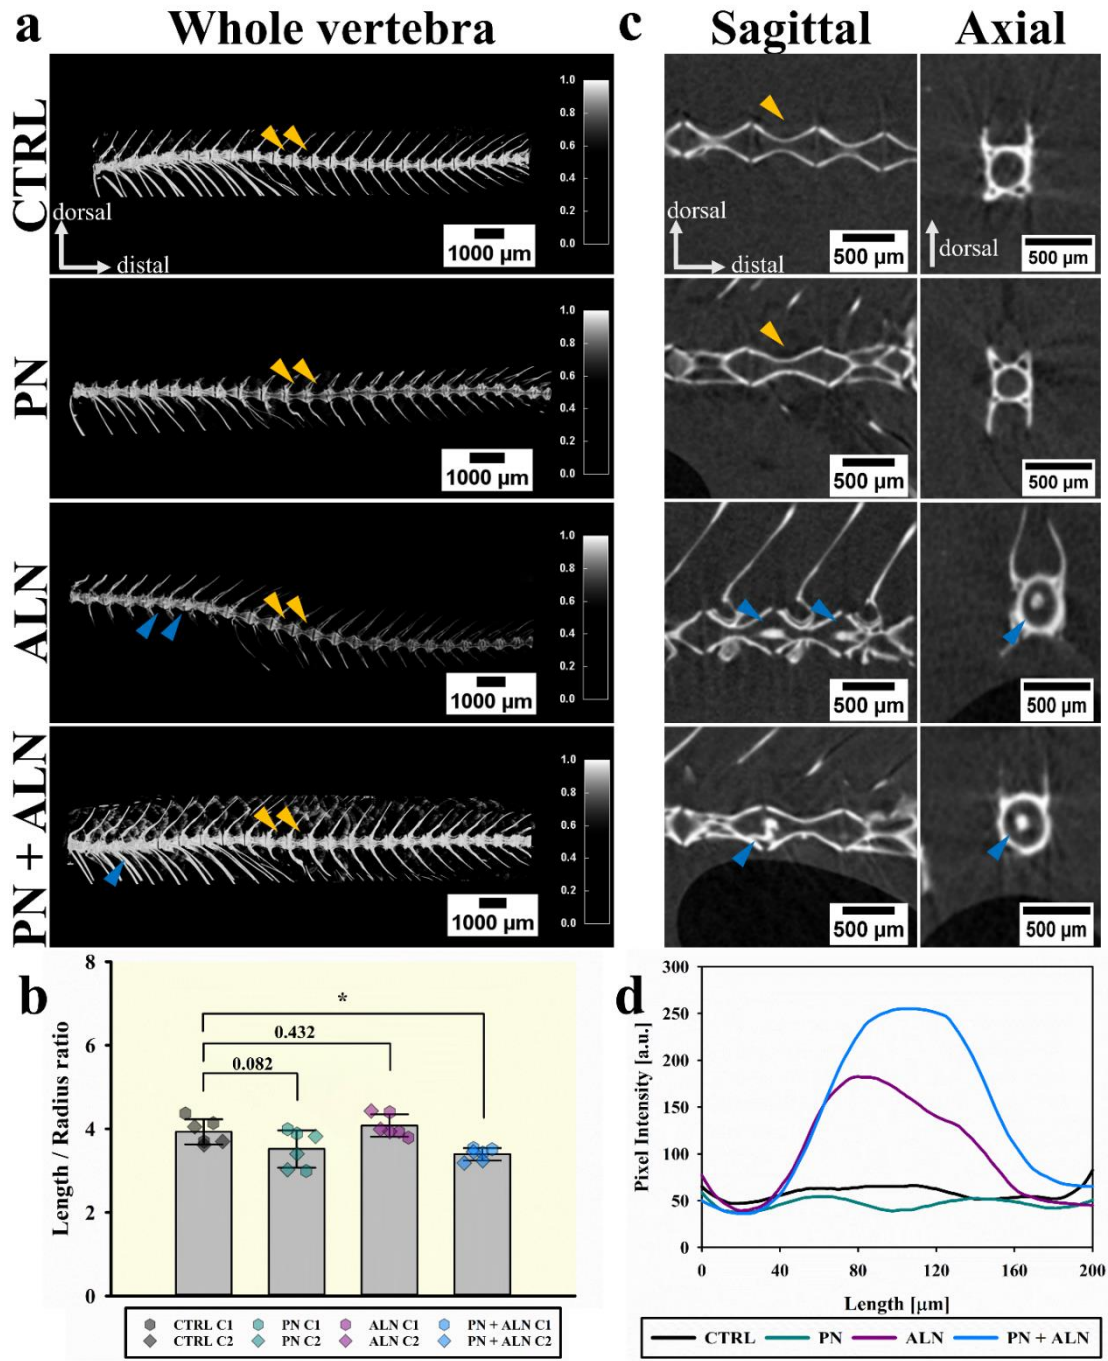 a
Whole vertebra
c
Sagittal
Axial
CTRL
1.0
0.8
0.6
0.4
0.2
0.0
dorsal
distal
1000 µm
dorsal
distal
500 µm
dorsal
500 µm
PN
1.0
0.8
0.6
0.4
0.2
0.0
1000 µm
500 µm
500 µm
ALN
1.0
0.8
0.6
0.4
0.2
0.0
1000 µm
500 µm
500 µm
PN + ALN
1.0
0.8
0.6
0.4
0.2
0.0
1000 µm
500 µm
500 µm
b
Length / Radius ratio
8
6
4
2
0
*
0.432
0.082
CTRL C1
PN C1
ALN C1
PN + ALN C1
CTRL C2
PN C2
ALN C2
PN + ALN C2
d
Pixel Intensity [a.u.]
300
250
200
150
100
50
0
0
40
80
120
160
200
Length [µm]
CTRL
PN
ALN
PN + ALN